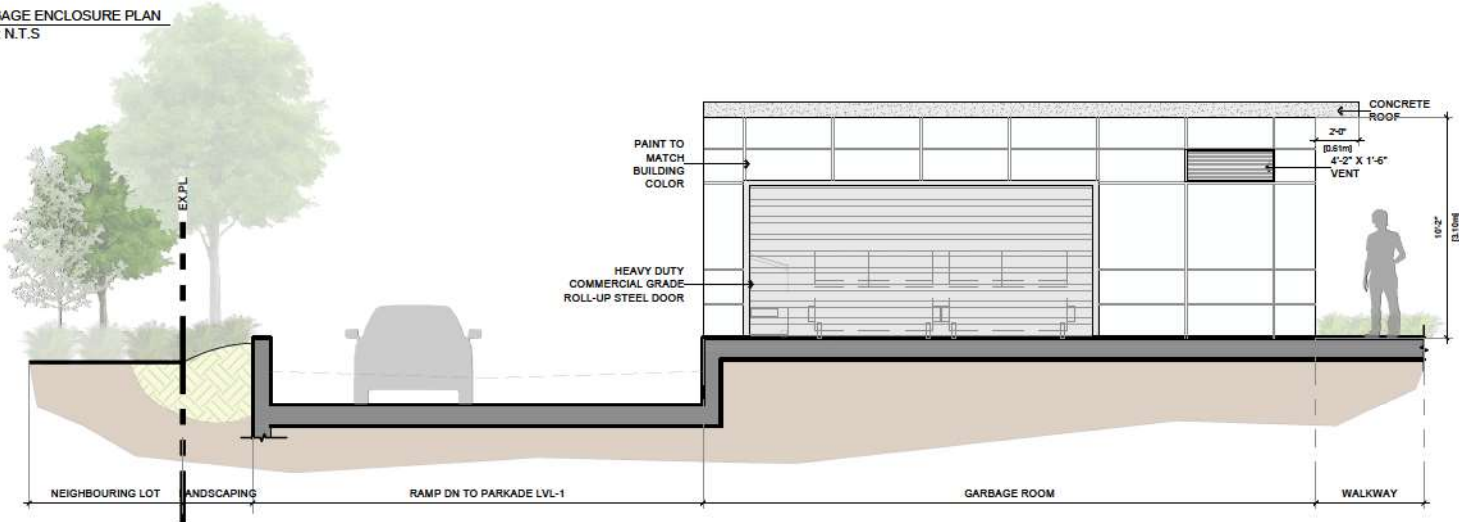 BAGE ENCLOSURE PLAN
N.T.S
EX.PL
PAINT TO
MATCH
BUILDING
COLOR
HEAVY DUTY
COMMERCIAL GRADE
ROLL-UP STEEL DOOR
CONCRETE
ROOF
2'-0"
[0.61m]
4'-2" X 1'-6"
VENT
10'-2"
[3.10m]
NEIGHBOURING LOT
ANDSCAPING
RAMP DN TO PARKADE LVL-1
GARBAGE ROOM
WALKWAY